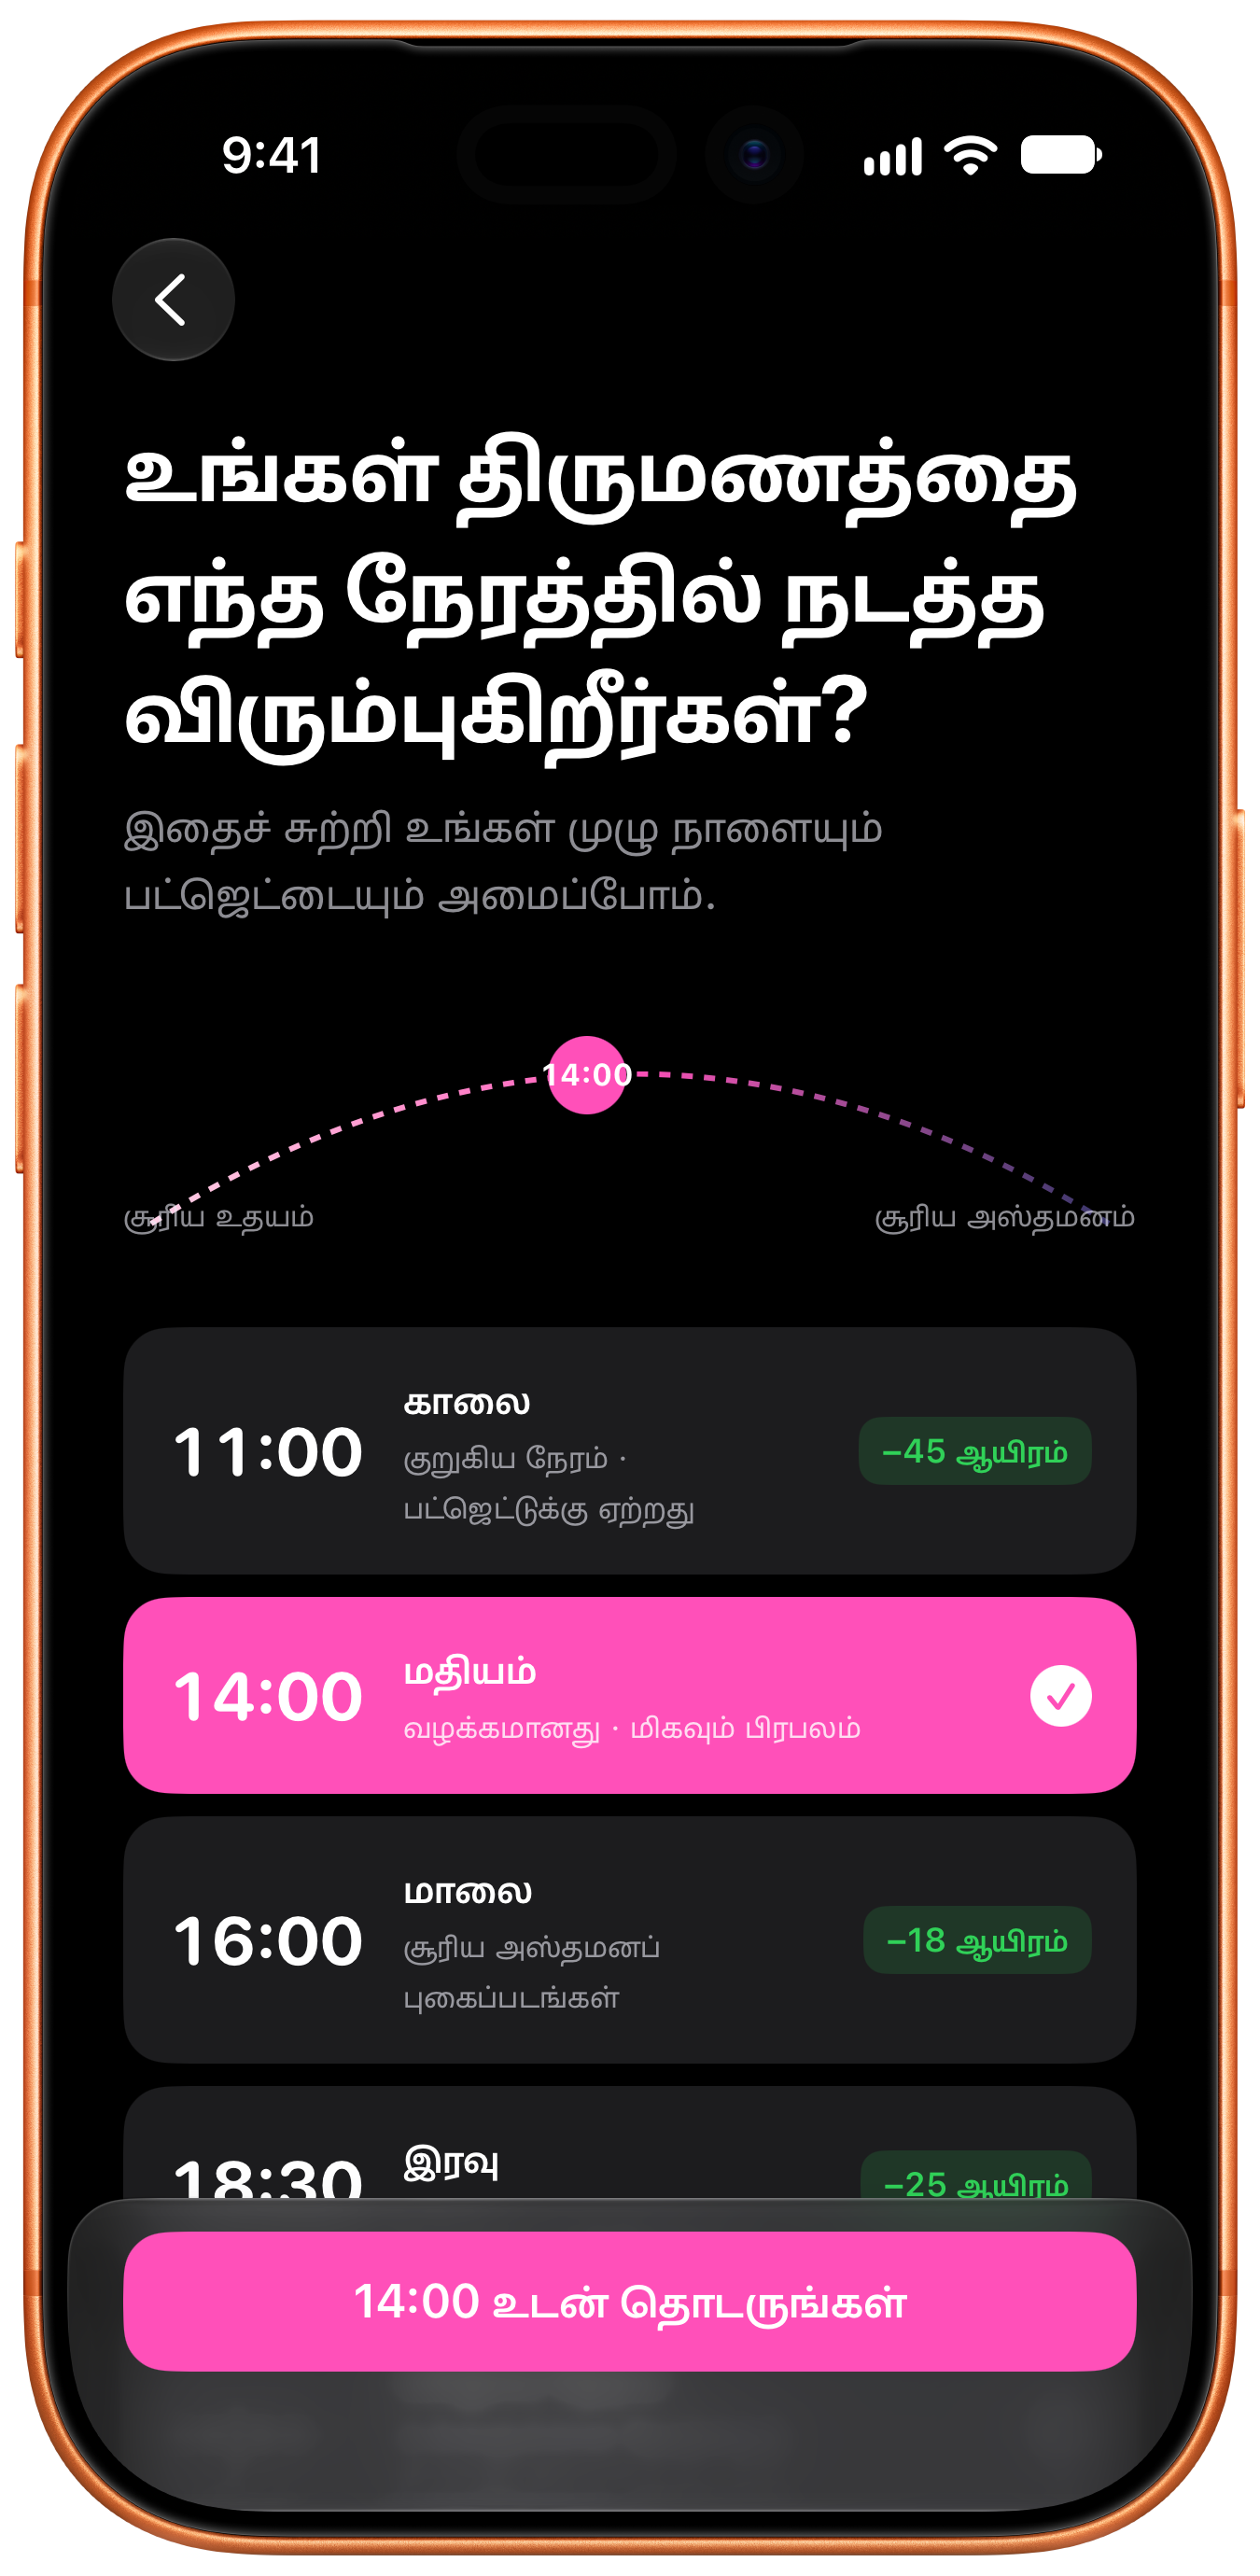 9:41
உங்கள் திருமணத்தை
எந்த நேரத்தில் நடத்த
விரும்புகிறீர்கள்?
இதைச் சுற்றி உங்கள் முழு நாளையும்
பட்ஜெட்டையும் அமைப்போம்.
14:00
சூரிய உதயம்
சூரிய அஸ்தமனம்
11:00
காலை
குறுகிய நேரம் ·
பட்ஜெட்டுக்கு ஏற்றது
−45 ஆயிரம்
14:00
மதியம்
வழக்கமானது · மிகவும் பிரபலம்
16:00
மாலை
சூரிய அஸ்தமனப்
புகைப்படங்கள்
−18 ஆயிரம்
18:30
இரவு
−25 ஆயிரம்
14:00 உடன் தொடருங்கள்